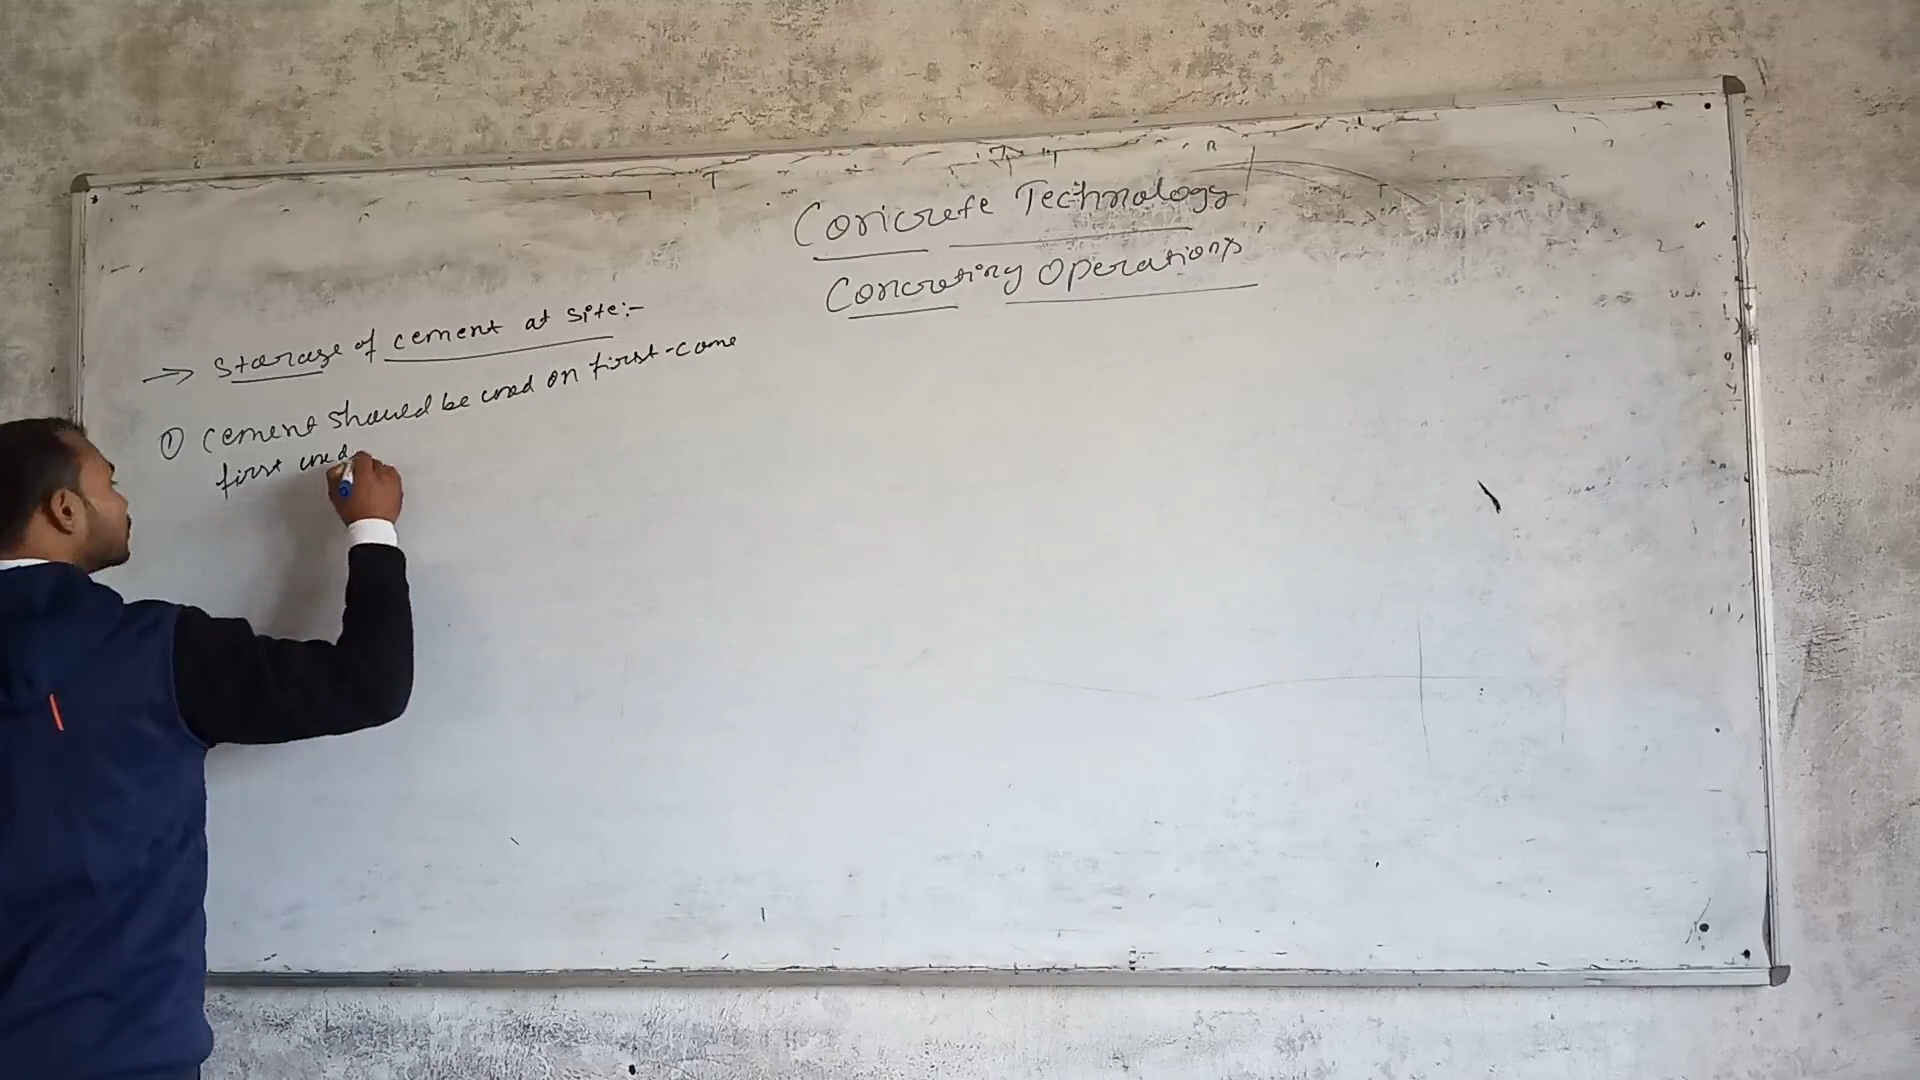 Concrete Technology
Concreting Operations
→ Storage of cement at site:-
① Cement should be used on first-come
first used